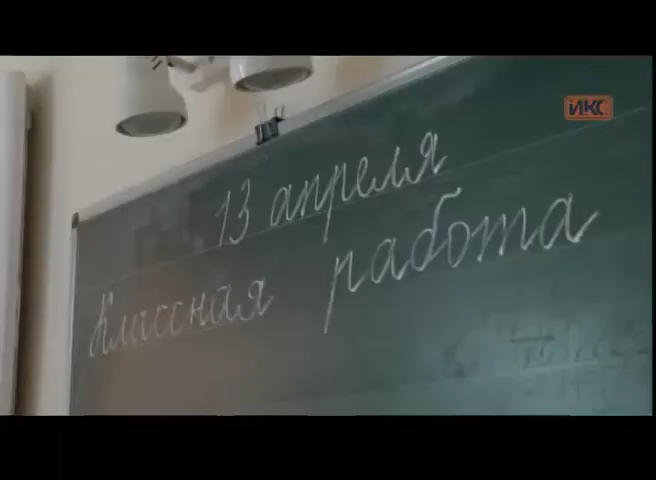 ИКС
13 апреля
Классная работа